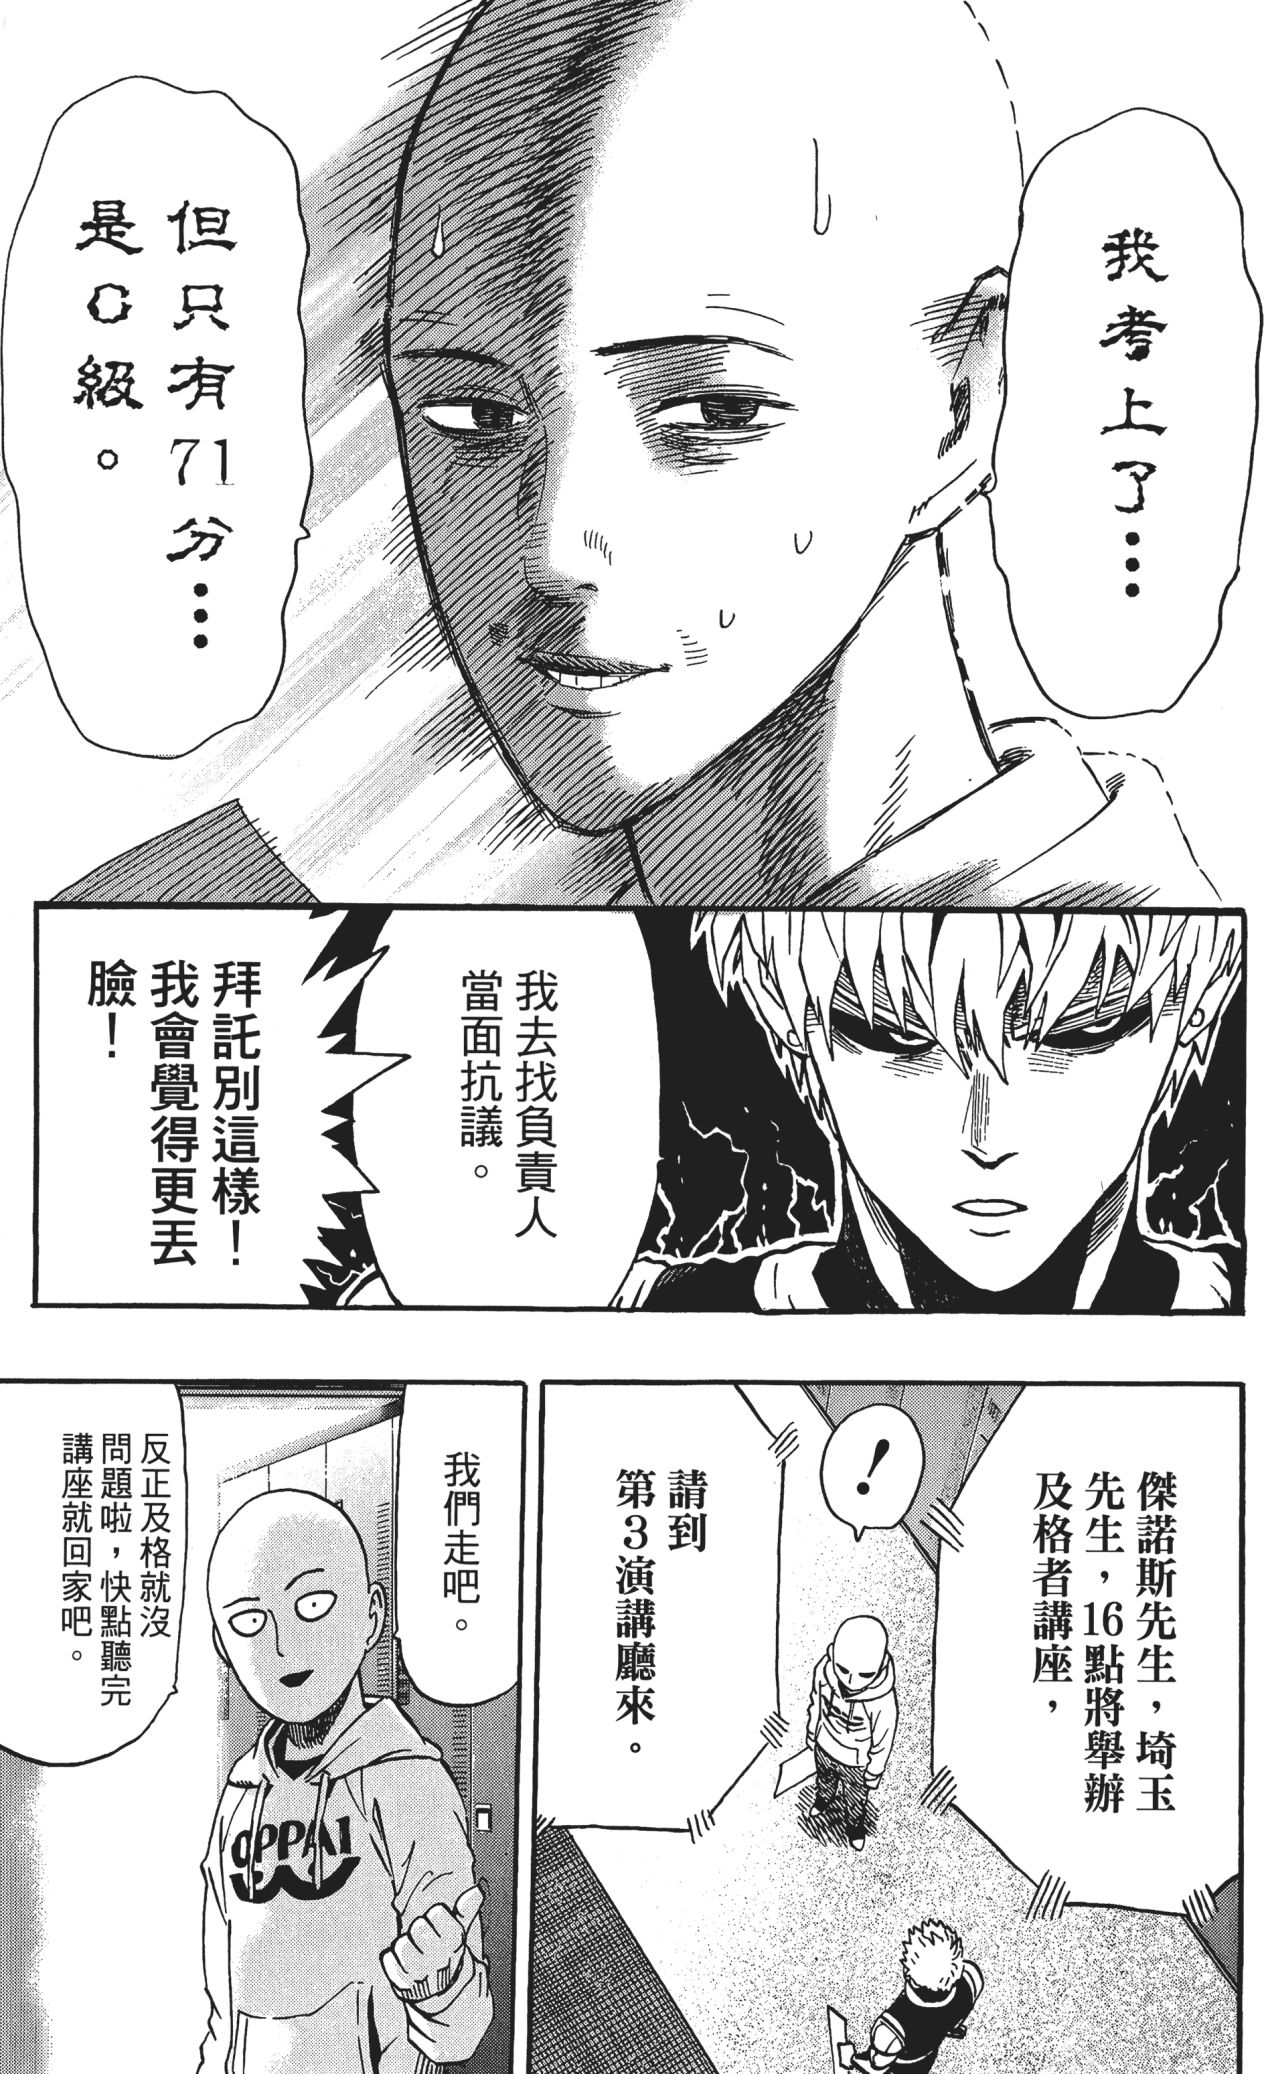 我考上了…
但只有71分…
是C級。
我去找負責人
當面抗議。
拜託別這樣！
我會覺得更丟
臉！
傑諾斯先生，埼玉
先生，16點將舉辦
及格者講座，
！
請到
第3演講廳來。
我們走吧。
反正及格就沒
問題啦，快點聽完
講座就回家吧。
OPPAI